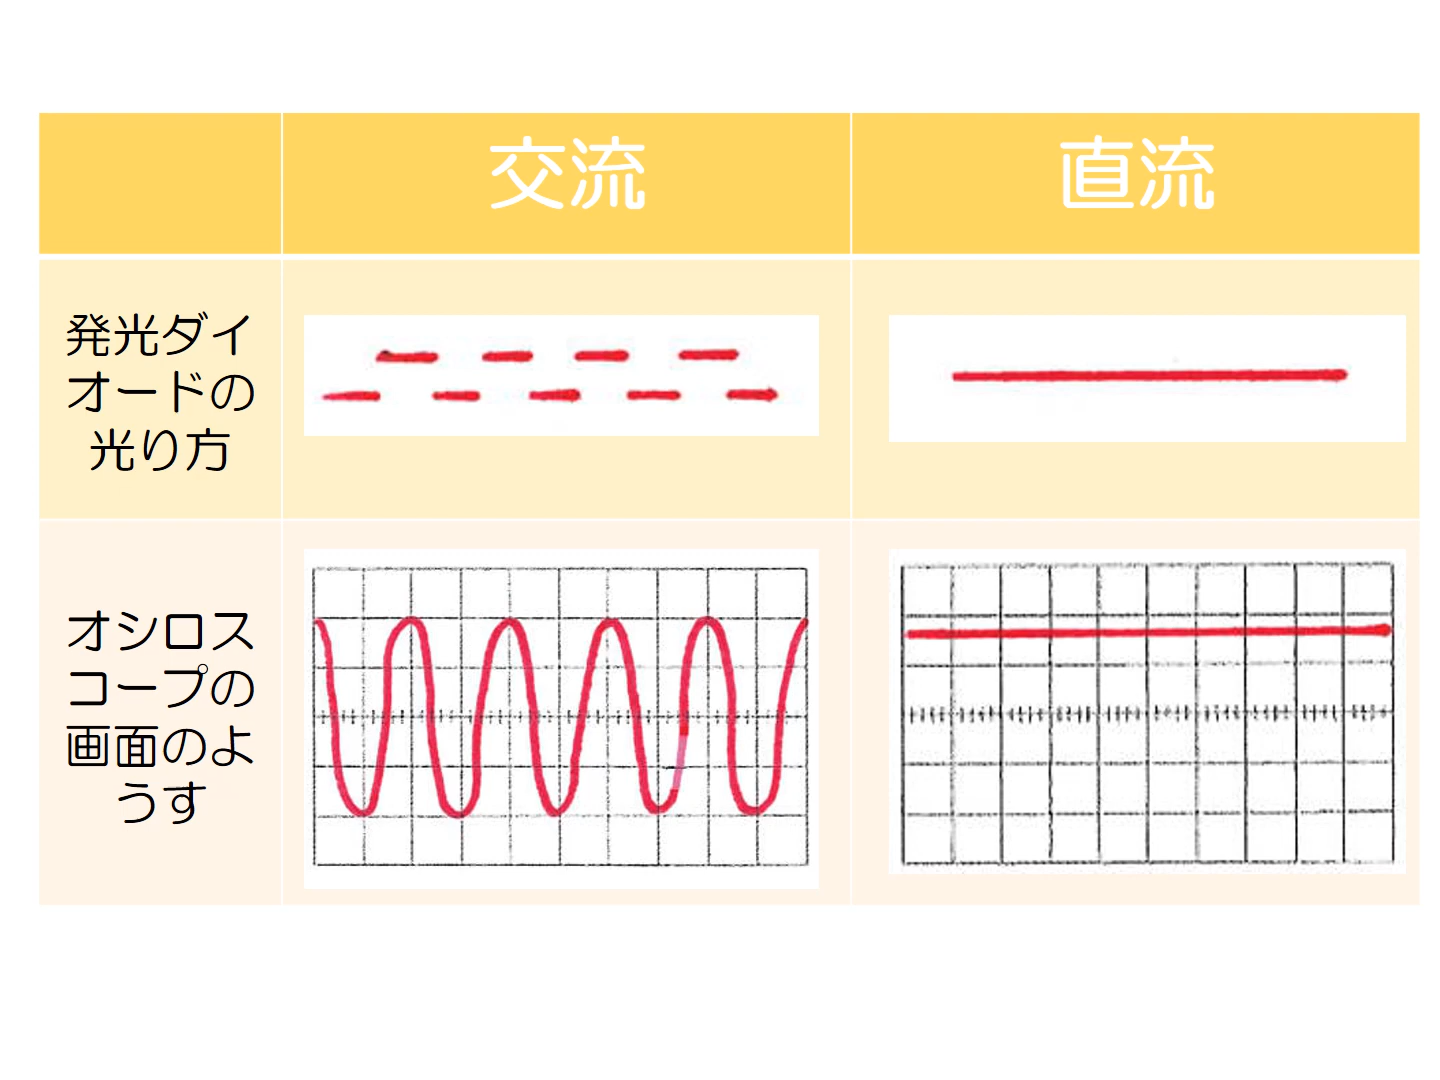 交流
直流
発光ダイ
オードの
光り方
オシロス
コープの
画面のよ
うす